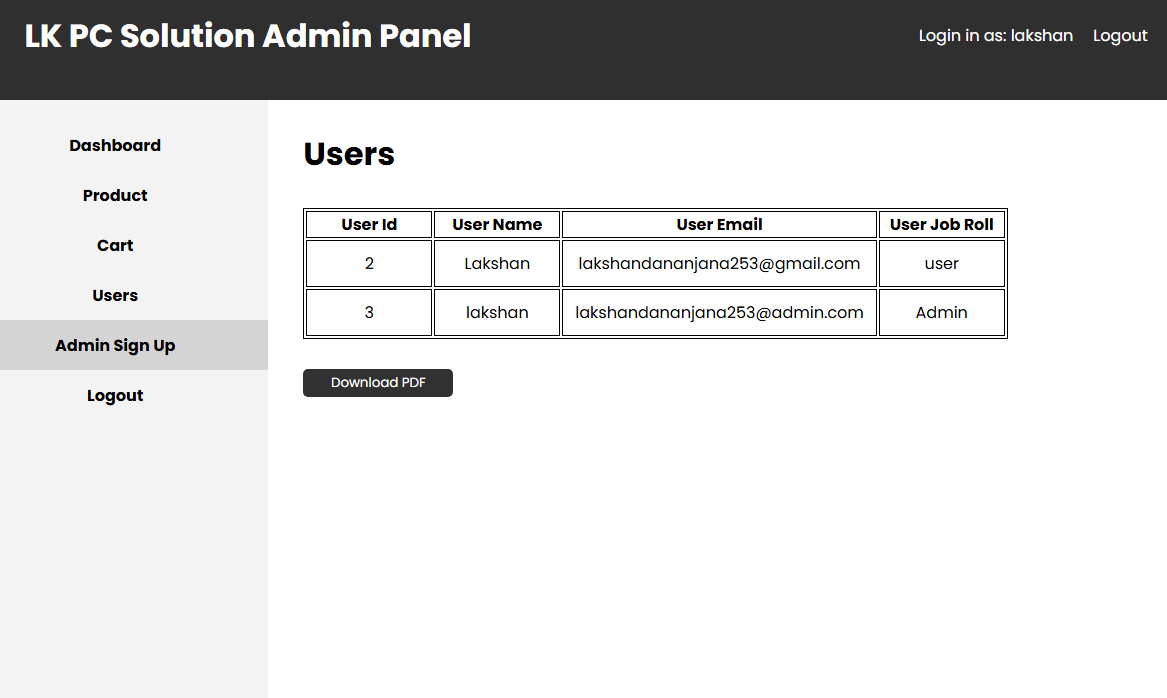 LK PC Solution Admin Panel
Login in as: lakshan Logout
Dashboard
Product
Cart
Users
Admin Sign Up
Logout
Users
User Id User Name User Email User Job Roll
2 Lakshan lakshandananjana253@gmail.com user
3 lakshan lakshandananjana253@admin.com Admin
Download PDF